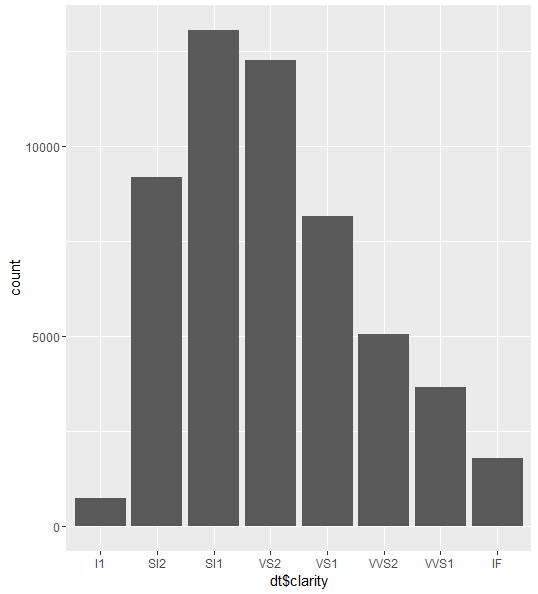 count
10000
5000
0
I1 SI2 SI1 VS2 VS1 VVS2 VVS1 IF
dt$clarity